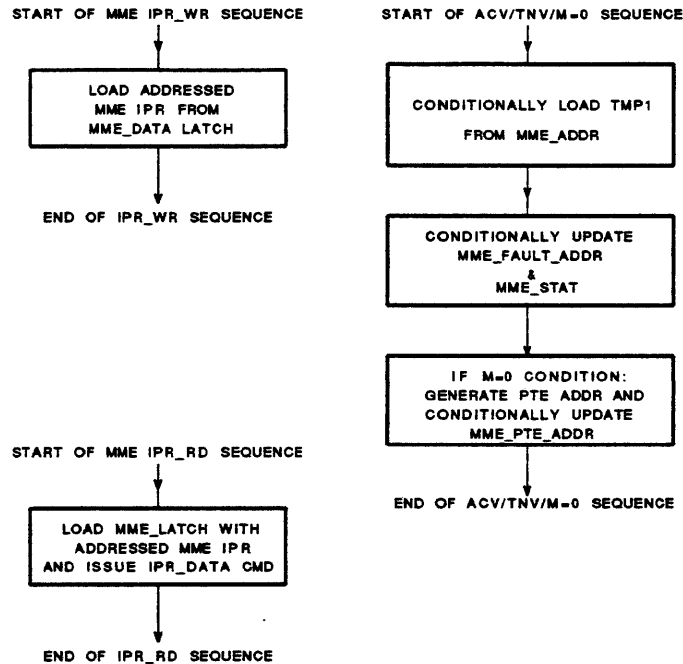 START OF MME IPR_WR SEQUENCE
LOAD ADDRESSED
MME IPR FROM
MME_DATA LATCH
END OF IPR_WR SEQUENCE
START OF MME IPR_RD SEQUENCE
LOAD MME_LATCH WITH
ADDRESSED MME IPR
AND ISSUE IPR_DATA CMD
END OF IPR_RD SEQUENCE
START OF ACV/TNV/M=0 SEQUENCE
CONDITIONALLY LOAD TMP1
FROM MME_ADDR
CONDITIONALLY UPDATE
MME_FAULT_ADDR
&
MME_STAT
IF M=0 CONDITION:
GENERATE PTE ADDR AND
CONDITIONALLY UPDATE
MME_PTE_ADDR
END OF ACV/TNV/M=0 SEQUENCE